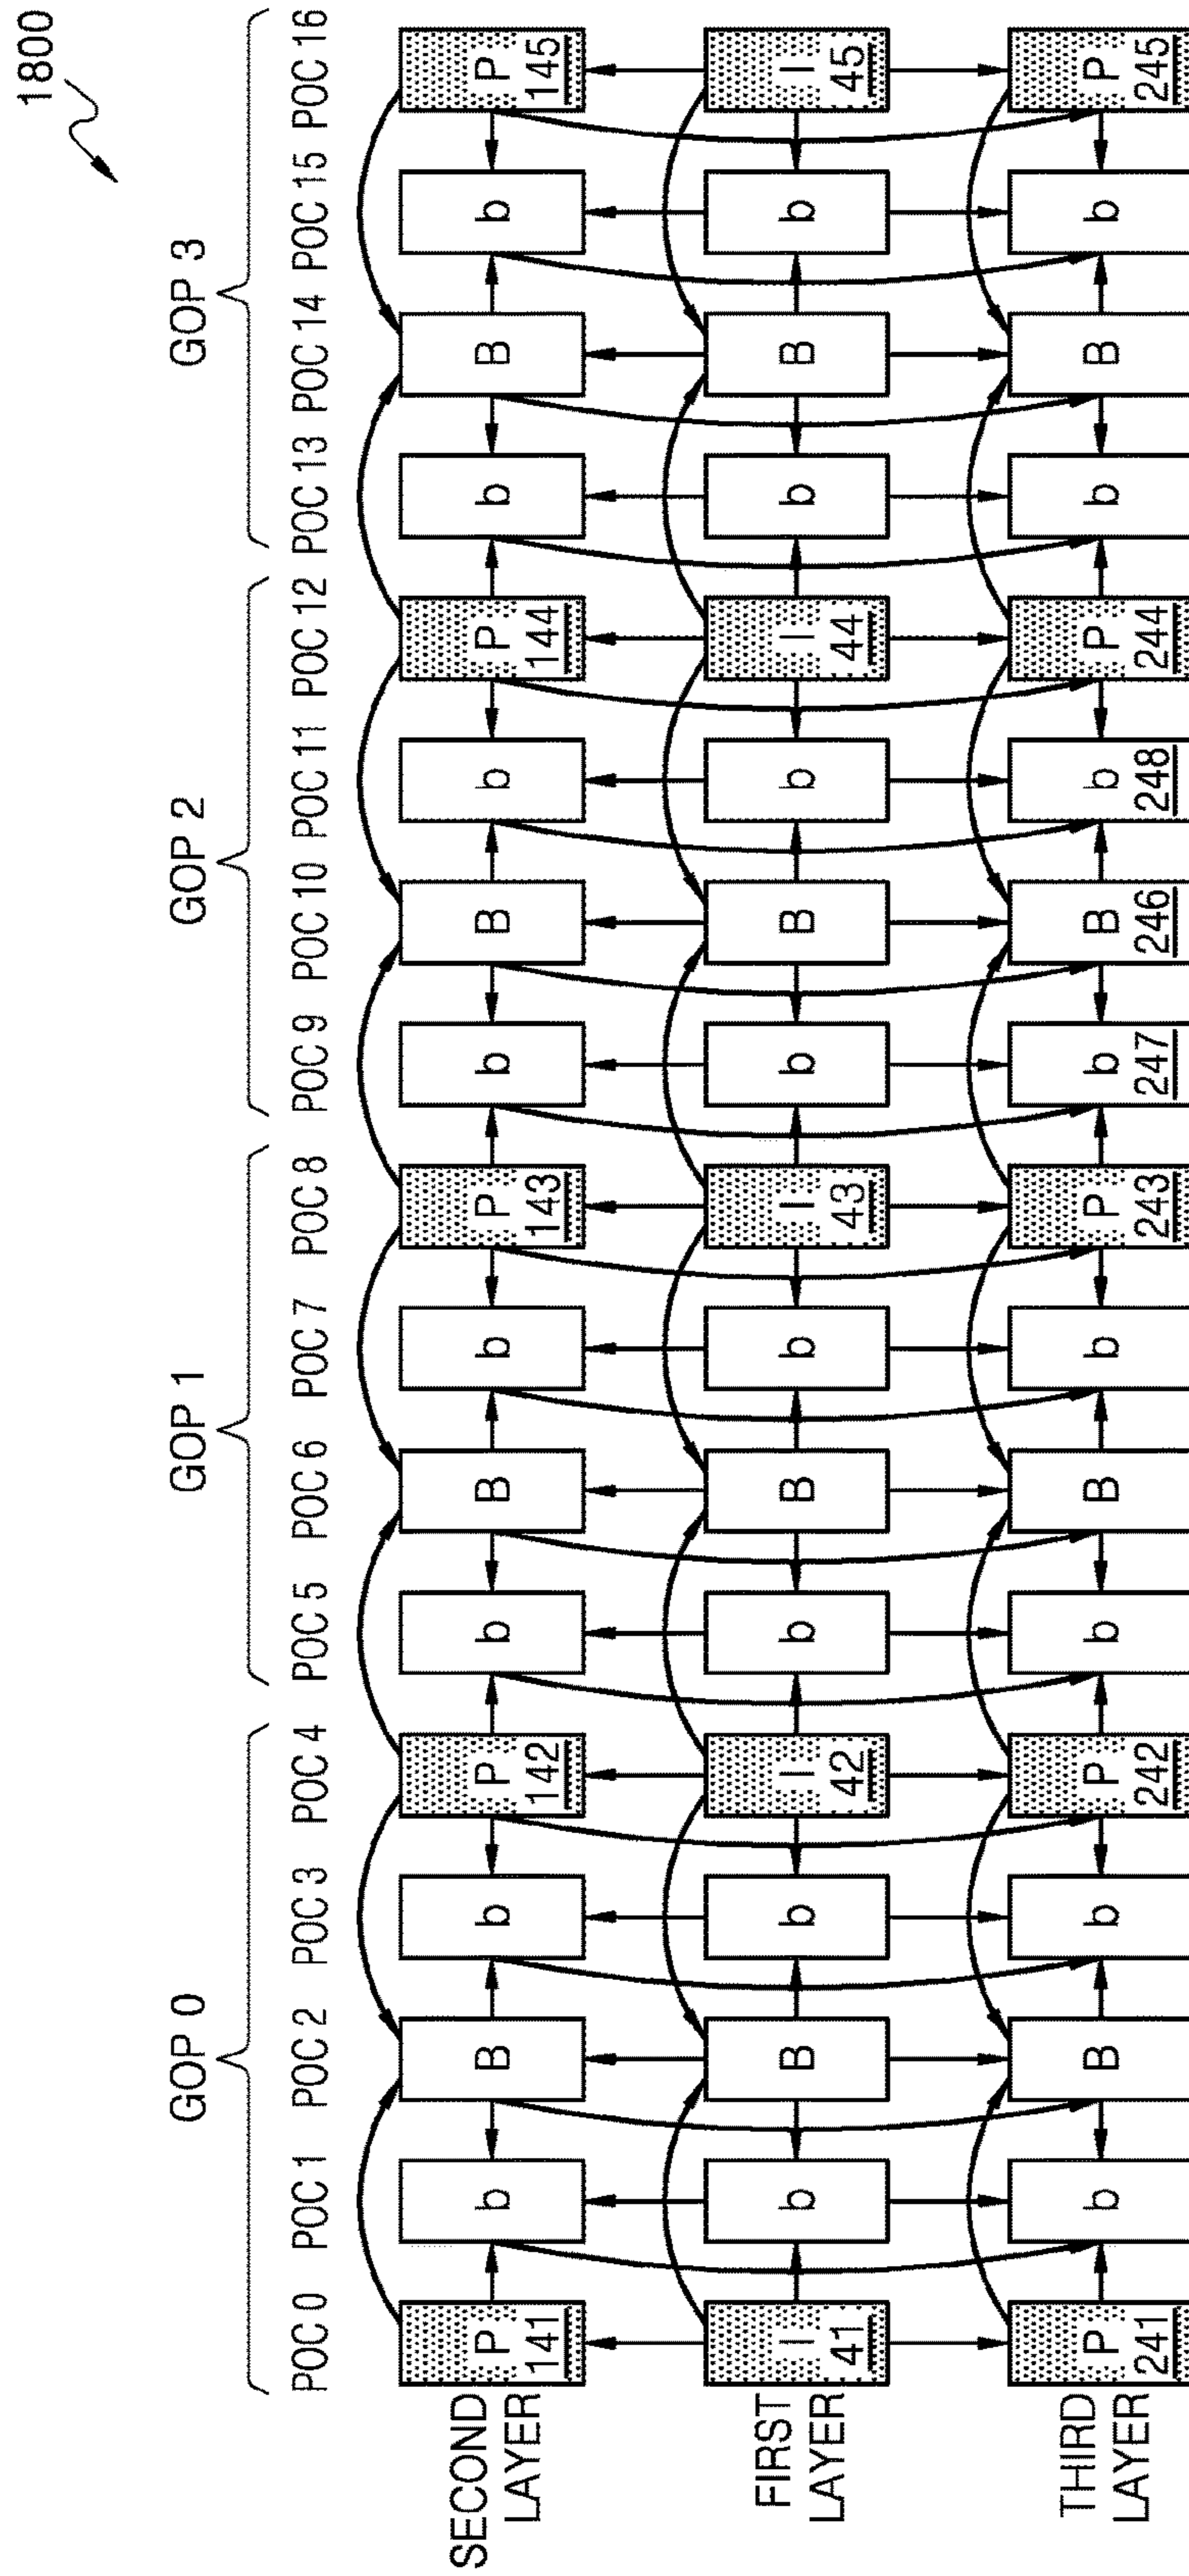 1800
GOP 0 GOP 1 GOP 2 GOP 3
POC 0 POC 1 POC 2 POC 3 POC 4 POC 5 POC 6 POC 7 POC 8 POC 9 POC 10 POC 11 POC 12 POC 13 POC 14 POC 15 POC 16
SECOND
LAYER
P b B b P b B b P b B b P b B b P
141 142 143 144 145
FIRST
LAYER
I b B b I b B b I b B b I b B b I
41 42 43 44 45
THIRD
LAYER
P b B b P b B b P b B b P b B b P
241 242 243 247 246 248 244 245